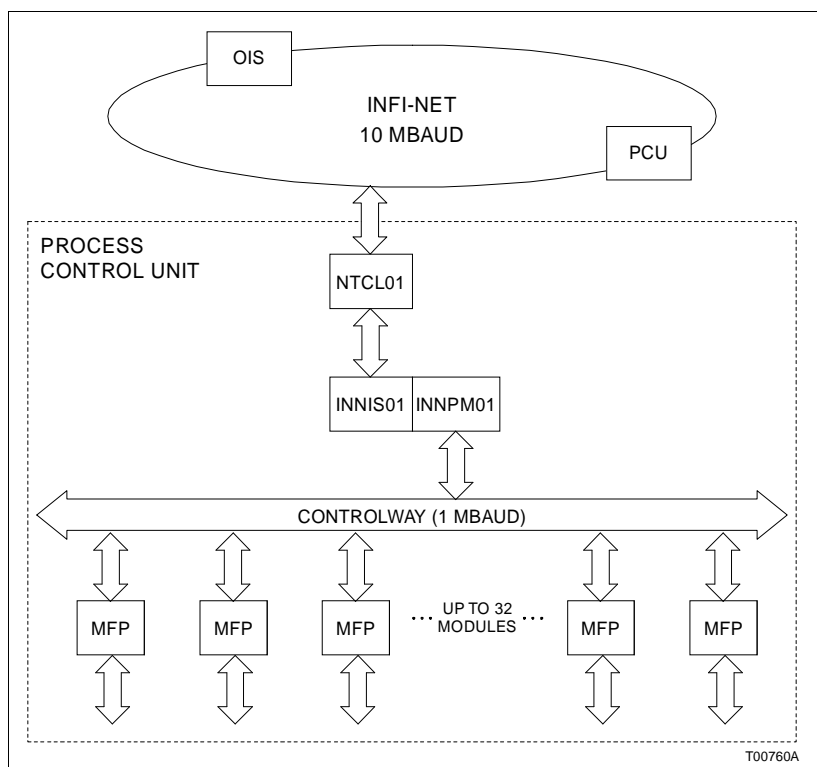 OIS
INFI-NET
10 MBAUD
PCU
PROCESS
CONTROL UNIT
NTCL01
INNIS01 INNPM01
CONTROLWAY (1 MBAUD)
MFP MFP MFP ... UP TO 32 MODULES ... MFP MFP
T00760A